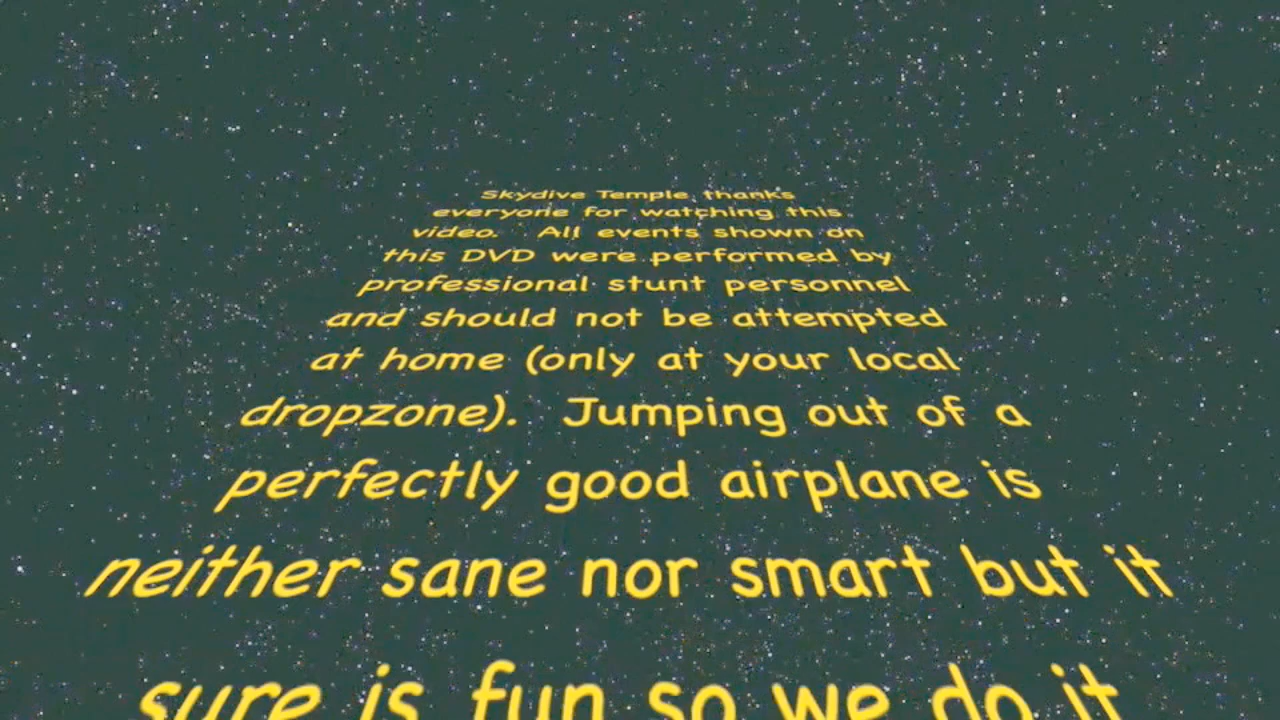 Skydive Temple thanks
everyone for watching this
video.  All events shown on
this DVD were performed by
professional stunt personnel
and should not be attempted
at home (only at your local
dropzone).  Jumping out of a
perfectly good airplane is
neither sane nor smart but it
sure is fun so we do it